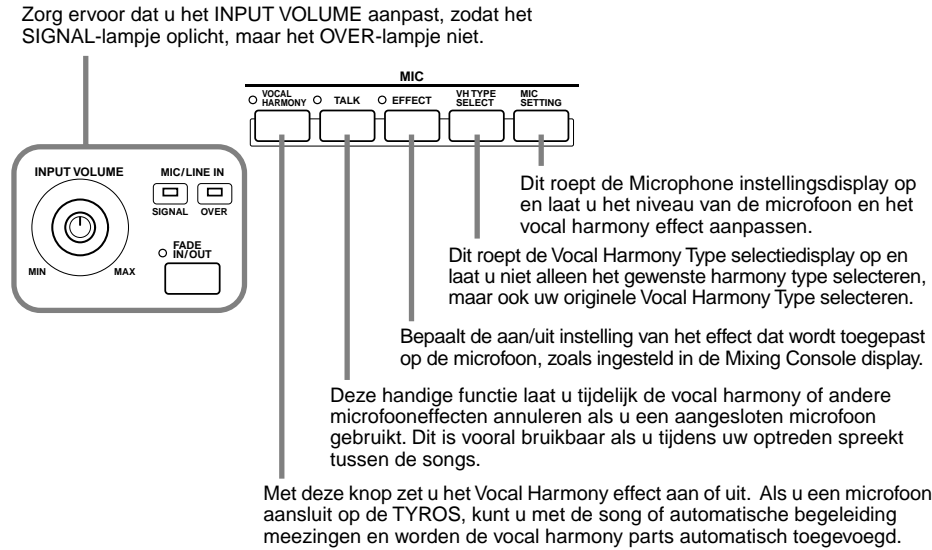 Zorg ervoor dat u het INPUT VOLUME aanpast, zodat het
SIGNAL-lampje oplicht, maar het OVER-lampje niet.
MIC
VOCAL
HARMONY
TALK
EFFECT
VH TYPE
SELECT
MIC
SETTING
INPUT VOLUME
MIC/LINE IN
SIGNAL
OVER
FADE
IN/OUT
MIN
MAX
Dit roept de Microphone instellingsdisplay op
en laat u het niveau van de microfoon en het
vocal harmony effect aanpassen.
Dit roept de Vocal Harmony Type selectiedisplay op en
laat u niet alleen het gewenste harmony type selecteren,
maar ook uw originele Vocal Harmony Type selecteren.
Bepaalt de aan/uit instelling van het effect dat wordt toegepast
op de microfoon, zoals ingesteld in de Mixing Console display.
Deze handige functie laat u tijdelijk de vocal harmony of andere
microfooneffecten annuleren als u een aangesloten microfoon
gebruikt. Dit is vooral bruikbaar als u tijdens uw optreden spreekt
tussen de songs.
Met deze knop zet u het Vocal Harmony effect aan of uit. Als u een microfoon
aansluit op de TYROS, kunt u met de song of automatische begeleiding
meezingen en worden de vocal harmony parts automatisch toegevoegd.